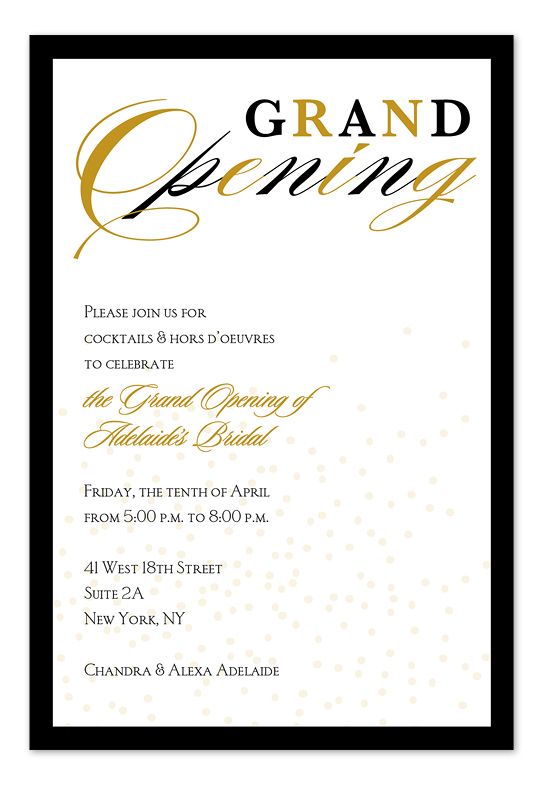 GRAND
Opening
Please join us for
cocktails & hors d'oeuvres
to celebrate
the Grand Opening of
Adelaide's Bridal
Friday, the tenth of April
from 5:00 p.m. to 8:00 p.m.
41 West 18th Street
Suite 2A
New York, NY
Chandra & Alexa Adelaide